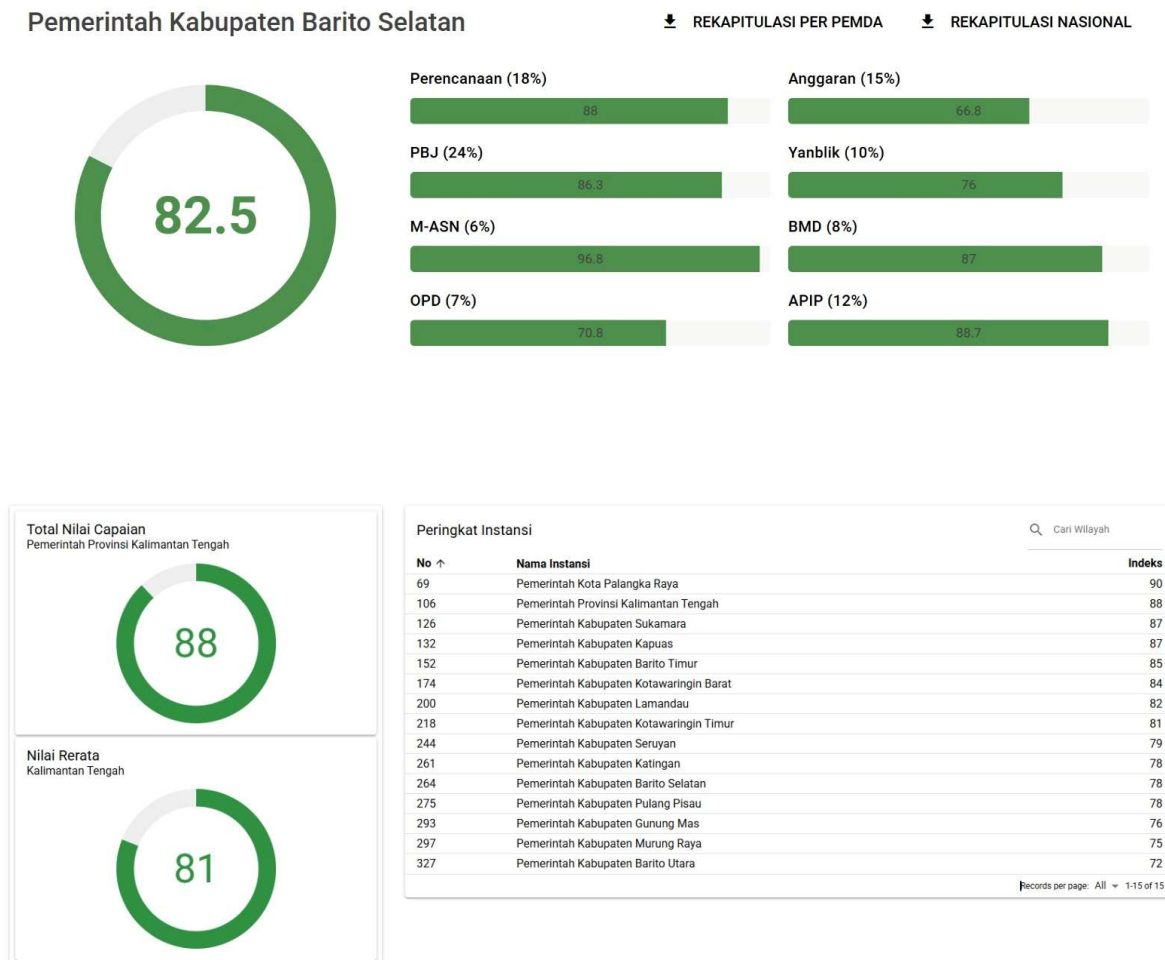 Pemerintah Kabupaten Barito Selatan
REKAPITULASI PER PEMDA
REKAPITULASI NASIONAL
82.5
Perencanaan (18%)
88
Anggaran (15%)
66.8
PBJ (24%)
86.3
Yanblik (10%)
76
M-ASN (6%)
96.8
BMD (8%)
87
OPD (7%)
70.8
APIP (12%)
88.7
Total Nilai Capaian
Pemerintah Provinsi Kalimantan Tengah
88
Nilai Rerata
Kalimantan Tengah
81
Peringkat Instansi
Cari Wilayah
No ↑ Nama Instansi Indeks
69 Pemerintah Kota Palangka Raya 90
106 Pemerintah Provinsi Kalimantan Tengah 88
126 Pemerintah Kabupaten Sukamara 87
132 Pemerintah Kabupaten Kapuas 87
152 Pemerintah Kabupaten Barito Timur 85
174 Pemerintah Kabupaten Kotawaringin Barat 84
200 Pemerintah Kabupaten Lamandau 82
218 Pemerintah Kabupaten Kotawaringin Timur 81
244 Pemerintah Kabupaten Seruyan 79
261 Pemerintah Kabupaten Katingan 78
264 Pemerintah Kabupaten Barito Selatan 78
275 Pemerintah Kabupaten Pulang Pisau 78
293 Pemerintah Kabupaten Gunung Mas 76
297 Pemerintah Kabupaten Murung Raya 75
327 Pemerintah Kabupaten Barito Utara 72
Records per page: All 1-15 of 15